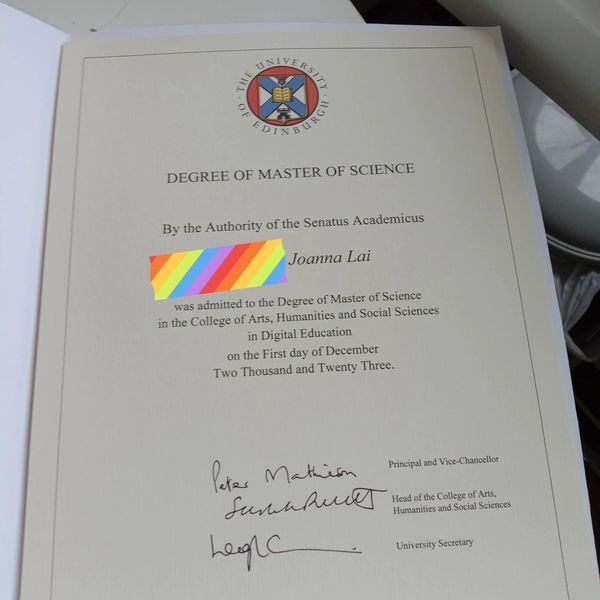 THE UNIVERSITY
OF EDINBURGH
DEGREE OF MASTER OF SCIENCE
By the Authority of the Senatus Academicus
Joanna Lai
was admitted to the Degree of Master of Science
in the College of Arts, Humanities and Social Sciences
in Digital Education
on the First day of December
Two Thousand and Twenty Three.
Peter Mathieson
Principal and Vice-Chancellor
Head of the College of Arts,
Humanities and Social Sciences
University Secretary